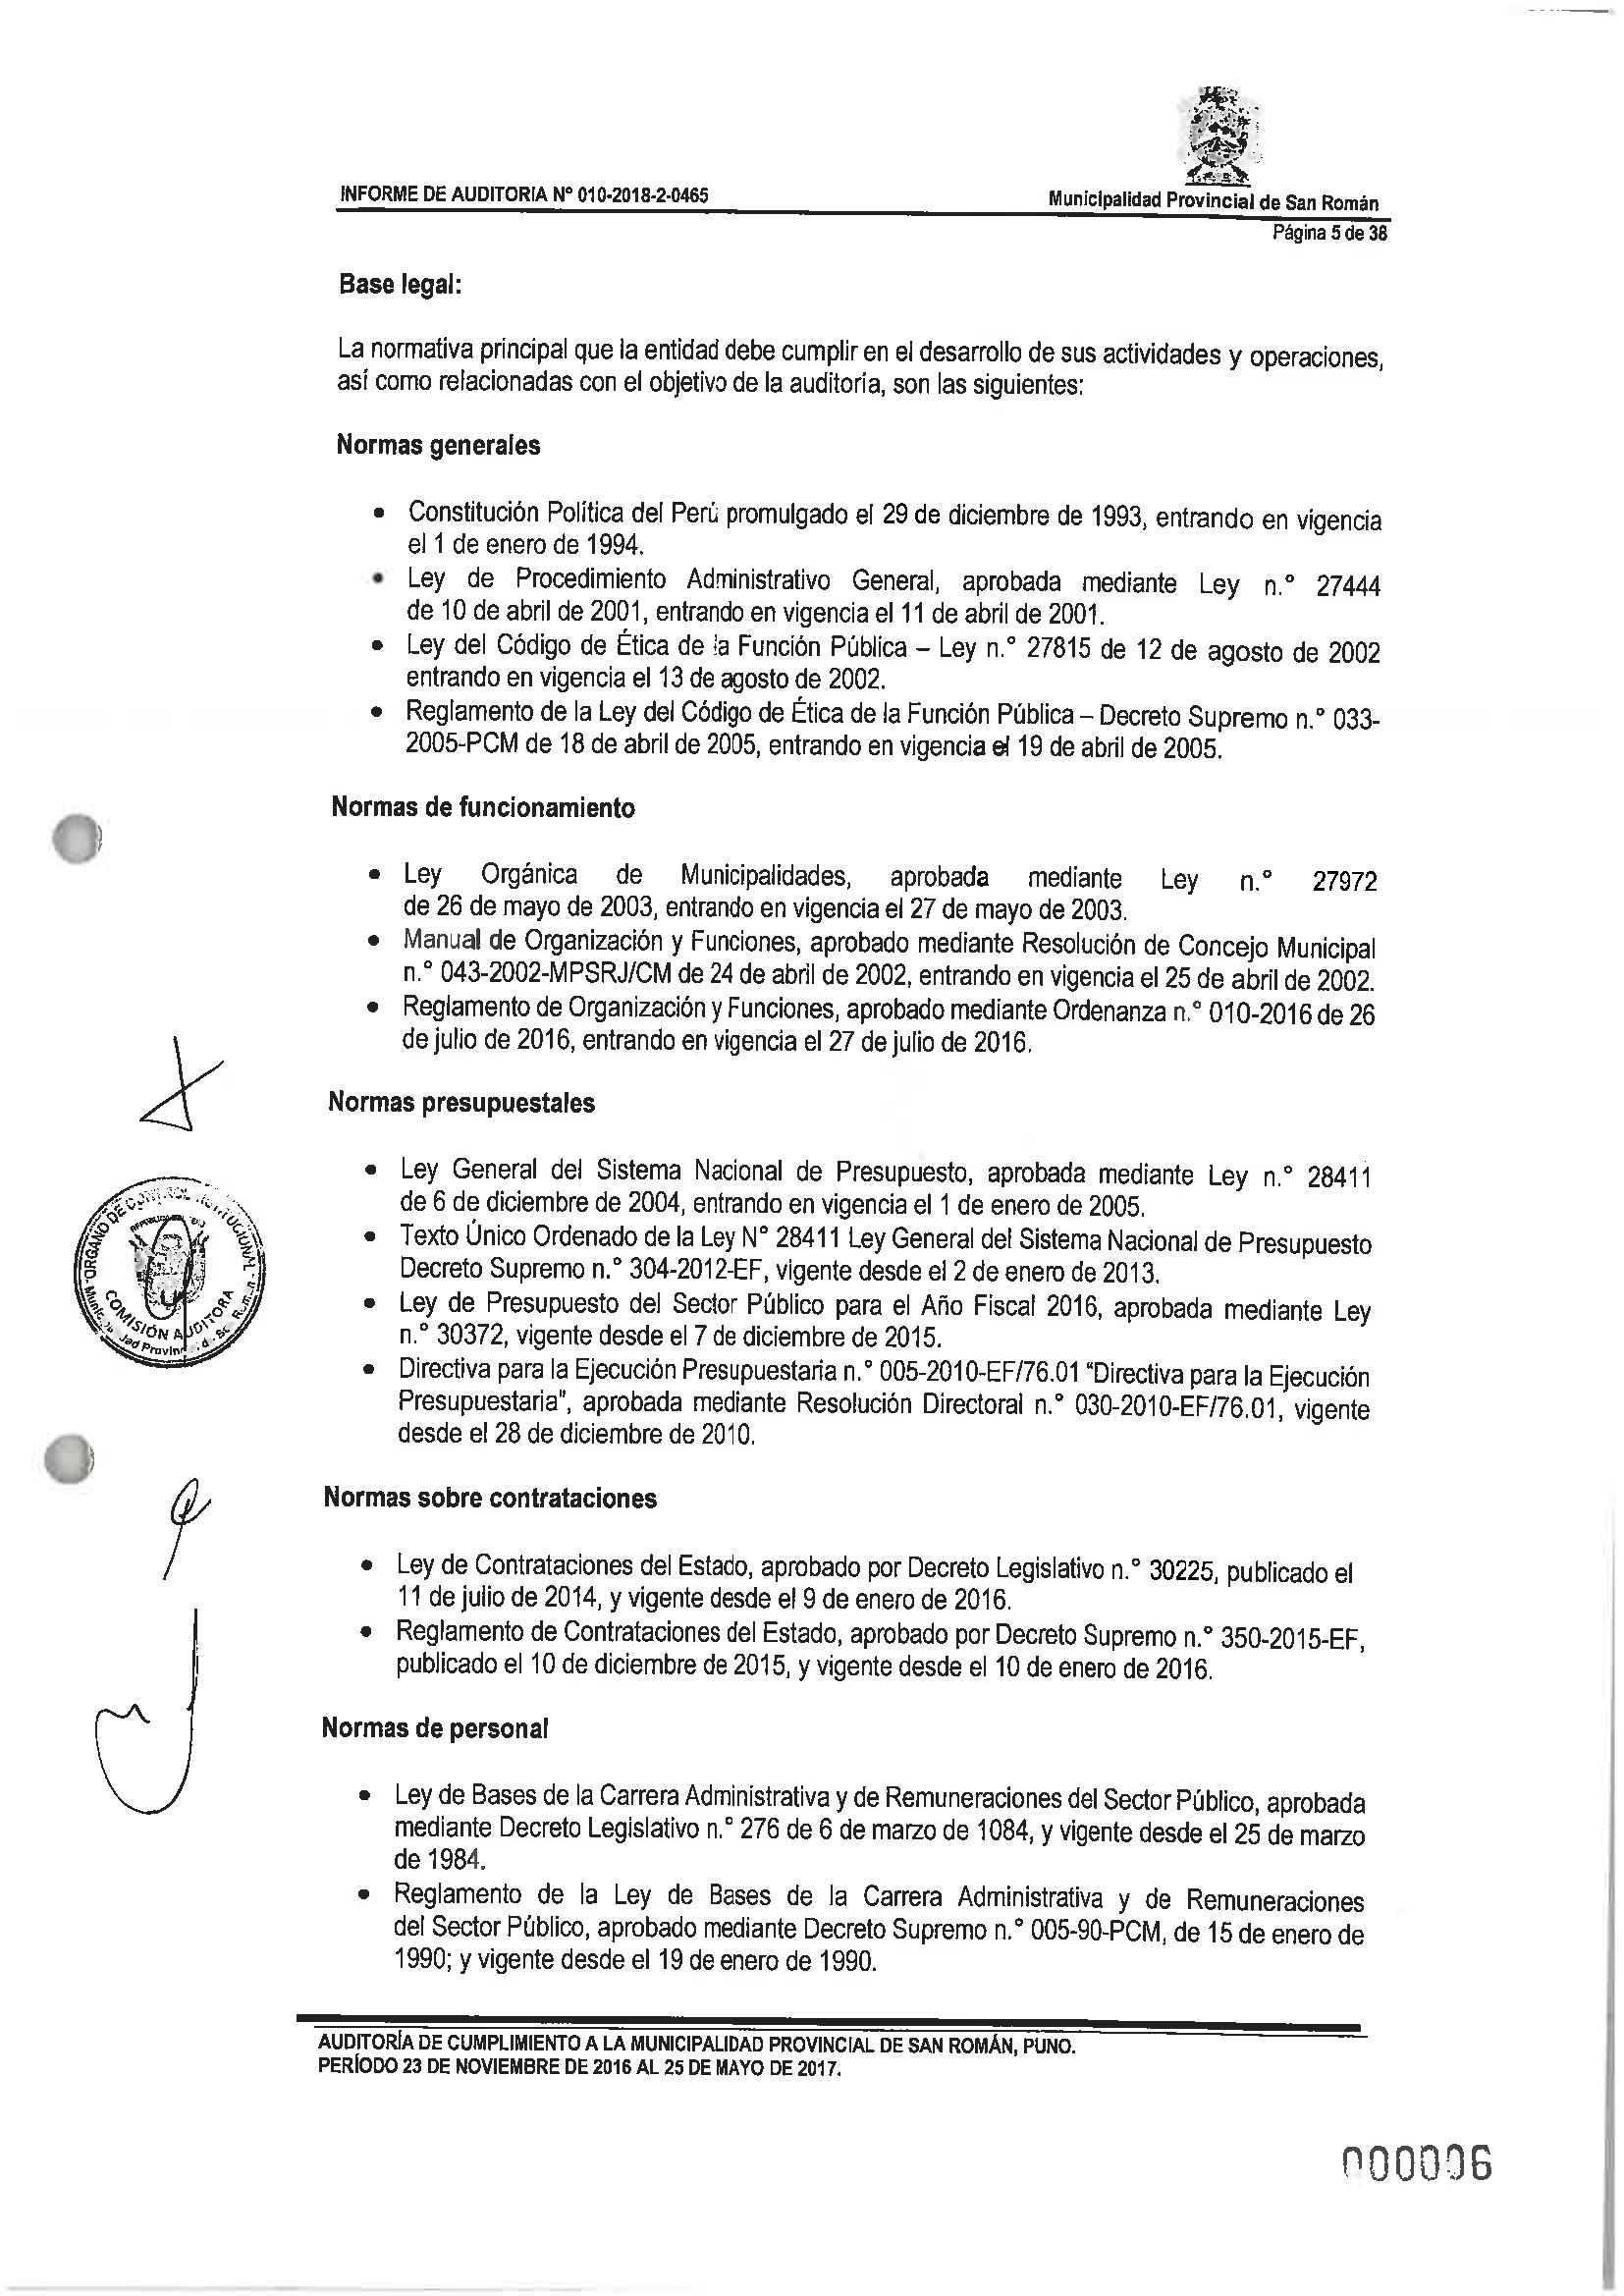 INFORME DE AUDITORIA N° 010-2018-2-0465
Municipalidad Provincial de San Román
Página 5 de 38
Base legal:
La normativa principal que la entidad debe cumplir en el desarrollo de sus actividades y operaciones,
así como relacionadas con el objetivo de la auditoría, son las siguientes:
Normas generales
• Constitución Política del Perú promulgado el 29 de diciembre de 1993, entrando en vigencia
el 1 de enero de 1994.
• Ley de Procedimiento Administrativo General, aprobada mediante Ley n.° 27444
de 10 de abril de 2001, entrando en vigencia el 11 de abril de 2001.
• Ley del Código de Ética de la Función Pública – Ley n.° 27815 de 12 de agosto de 2002
entrando en vigencia el 13 de agosto de 2002.
• Reglamento de la Ley del Código de Ética de la Función Pública – Decreto Supremo n.° 033-
2005-PCM de 18 de abril de 2005, entrando en vigencia el 19 de abril de 2005.
Normas de funcionamiento
• Ley Orgánica de Municipalidades, aprobada mediante Ley n.° 27972
de 26 de mayo de 2003, entrando en vigencia el 27 de mayo de 2003.
• Manual de Organización y Funciones, aprobado mediante Resolución de Concejo Municipal
n.° 043-2002-MPSRJ/CM de 24 de abril de 2002, entrando en vigencia el 25 de abril de 2002.
• Reglamento de Organización y Funciones, aprobado mediante Ordenanza n.° 010-2016 de 26
de julio de 2016, entrando en vigencia el 27 de julio de 2016.
Normas presupuestales
• Ley General del Sistema Nacional de Presupuesto, aprobada mediante Ley n.° 28411
de 6 de diciembre de 2004, entrando en vigencia el 1 de enero de 2005.
• Texto Único Ordenado de la Ley N° 28411 Ley General del Sistema Nacional de Presupuesto
Decreto Supremo n.° 304-2012-EF, vigente desde el 2 de enero de 2013.
• Ley de Presupuesto del Sector Público para el Año Fiscal 2016, aprobada mediante Ley
n.° 30372, vigente desde el 7 de diciembre de 2015.
• Directiva para la Ejecución Presupuestaria n.° 005-2010-EF/76.01 "Directiva para la Ejecución
Presupuestaria", aprobada mediante Resolución Directoral n.° 030-2010-EF/76.01, vigente
desde el 28 de diciembre de 2010.
ORGANO DE CONTROL
COMISIÓN AUDITORA
Normas sobre contrataciones
• Ley de Contrataciones del Estado, aprobado por Decreto Legislativo n.° 30225, publicado el
11 de julio de 2014, y vigente desde el 9 de enero de 2016.
• Reglamento de Contrataciones del Estado, aprobado por Decreto Supremo n.° 350-2015-EF,
publicado el 10 de diciembre de 2015, y vigente desde el 10 de enero de 2016.
Normas de personal
• Ley de Bases de la Carrera Administrativa y de Remuneraciones del Sector Público, aprobada
mediante Decreto Legislativo n.° 276 de 6 de marzo de 1084, y vigente desde el 25 de marzo
de 1984.
• Reglamento de la Ley de Bases de la Carrera Administrativa y de Remuneraciones
del Sector Público, aprobado mediante Decreto Supremo n.° 005-90-PCM, de 15 de enero de
1990; y vigente desde el 19 de enero de 1990.
AUDITORÍA DE CUMPLIMIENTO A LA MUNICIPALIDAD PROVINCIAL DE SAN ROMÁN, PUNO.
PERÍODO 23 DE NOVIEMBRE DE 2016 AL 25 DE MAYO DE 2017.
000006